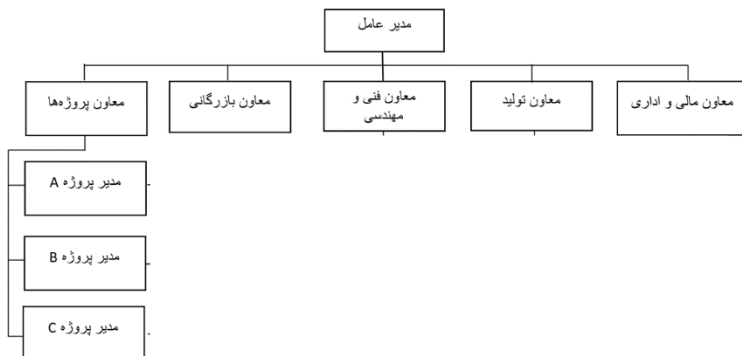 مدیر عامل
معاون مالی و اداری
معاون تولید
معاون فنی و
مهندسی
معاون بازرگانی
معاون پروژه‌ها
مدیر پروژه A
مدیر پروژه B
مدیر پروژه C